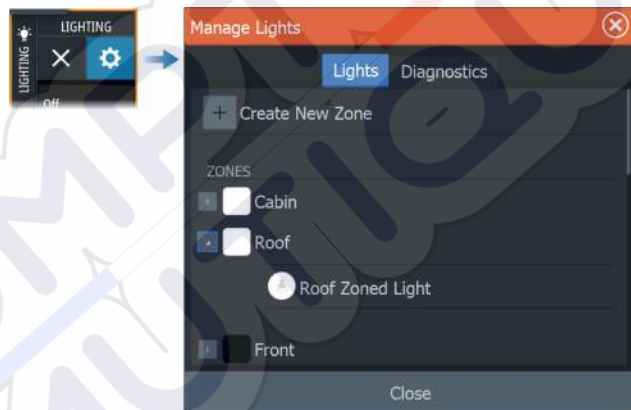 LIGHTING
LIGHTING
Off
Manage Lights
Lights Diagnostics
+ Create New Zone
ZONES
Cabin
Roof
Roof Zoned Light
Front
Close